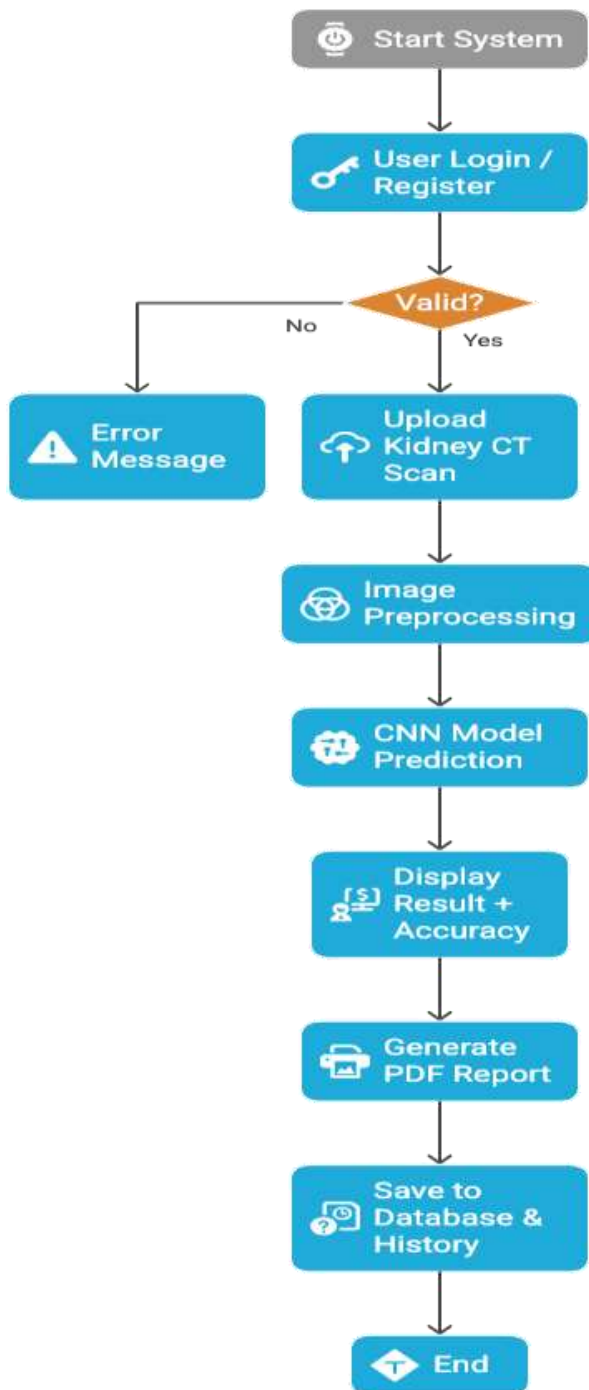 Start System
User Login /
Register
Valid?
No
Yes
Error
Message
Upload
Kidney CT
Scan
Image
Preprocessing
CNN Model
Prediction
[$]
Display
Result +
Accuracy
Generate
PDF Report
?
Save to
Database &
History
T
End